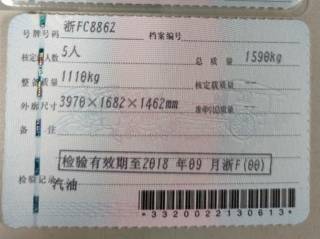 号牌号码 浙FC8862 档案编号
核定载人数 5人 总质量 1590kg
整备质量 1110kg 核定载质量 --
外廓尺寸 3970×1682×1462mm 准牵引总质量 --
备注
检验有效期至2018 年09 月浙F(00)
检验记录 汽油
*3320022130613*